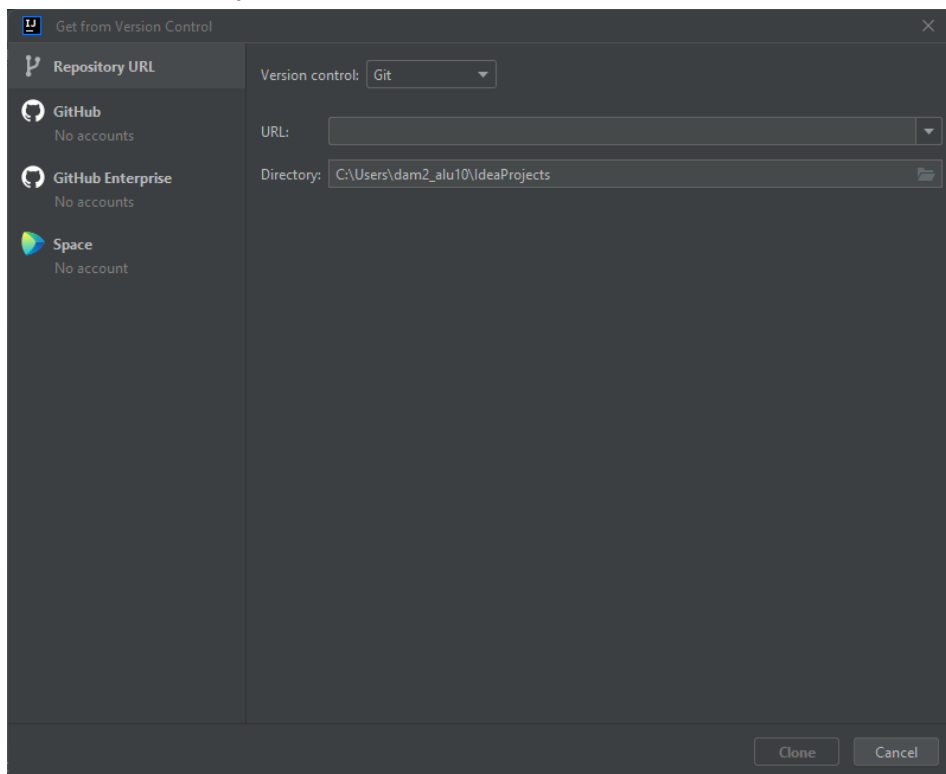 IJ
Get from Version Control
Repository URL
GitHub
No accounts
GitHub Enterprise
No accounts
Space
No account
Version control: Git
URL:
Directory: C:\Users\dam2_alu10\IdeaProjects
Clone Cancel